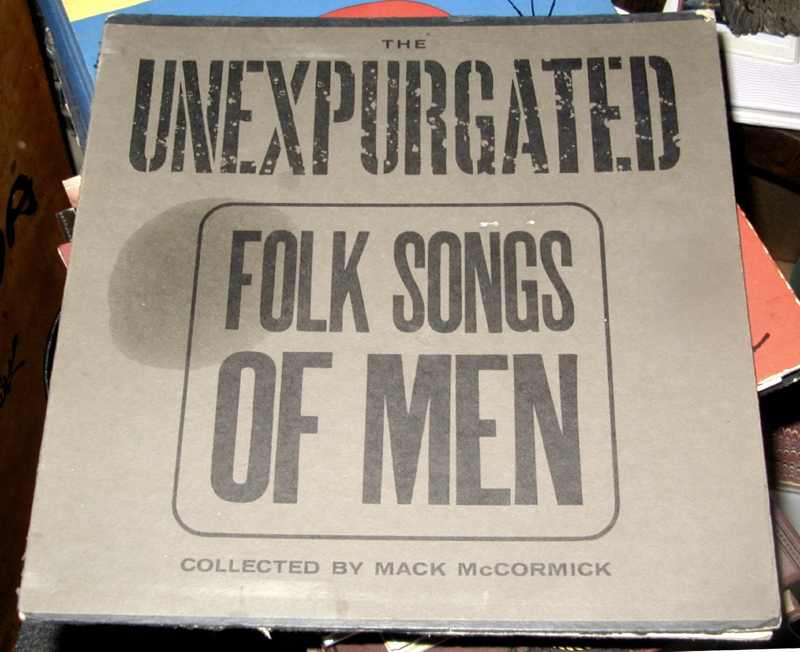 THE
UNEXPURGATED
FOLK SONGS
OF MEN
COLLECTED BY MACK McCORMICK